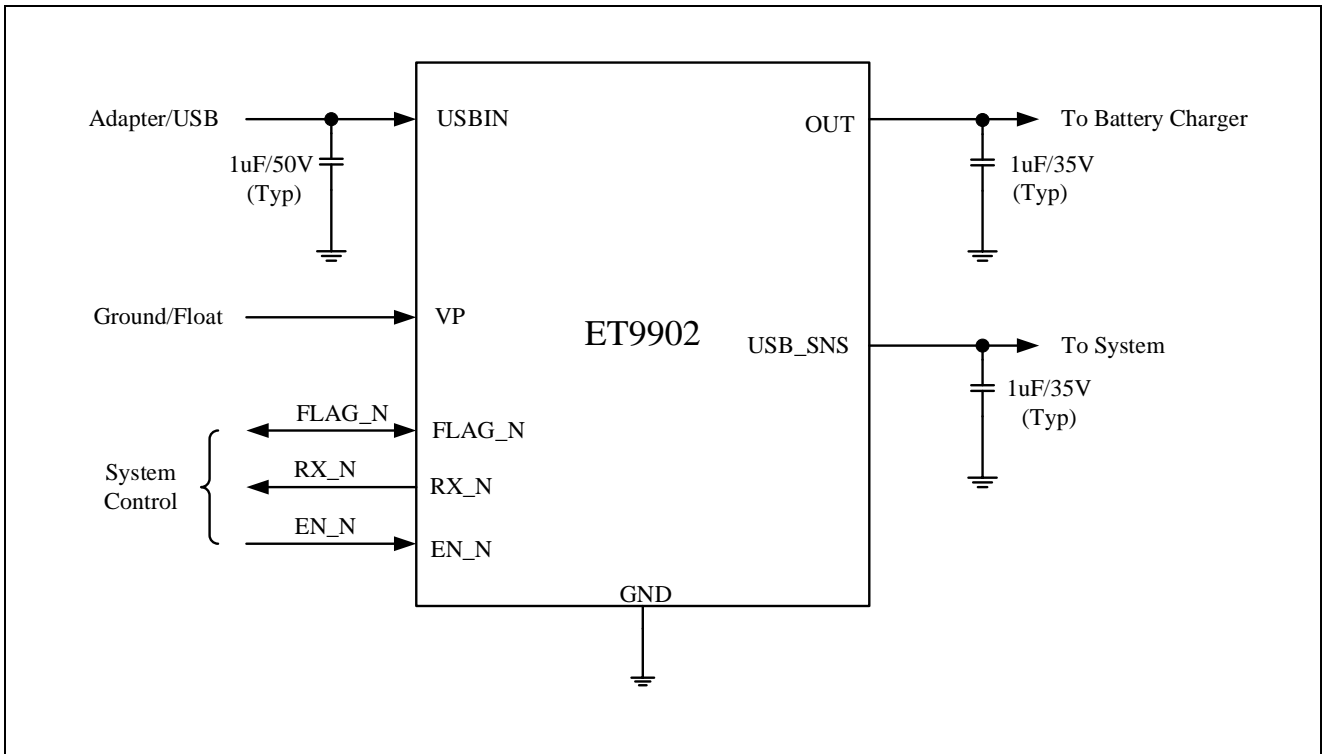 Adapter/USB
USBIN
1uF/50V
(Typ)
OUT
To Battery Charger
1uF/35V
(Typ)
Ground/Float
VP
ET9902
USB_SNS
To System
1uF/35V
(Typ)
System
Control
FLAG_N
FLAG_N
RX_N
RX_N
EN_N
EN_N
GND